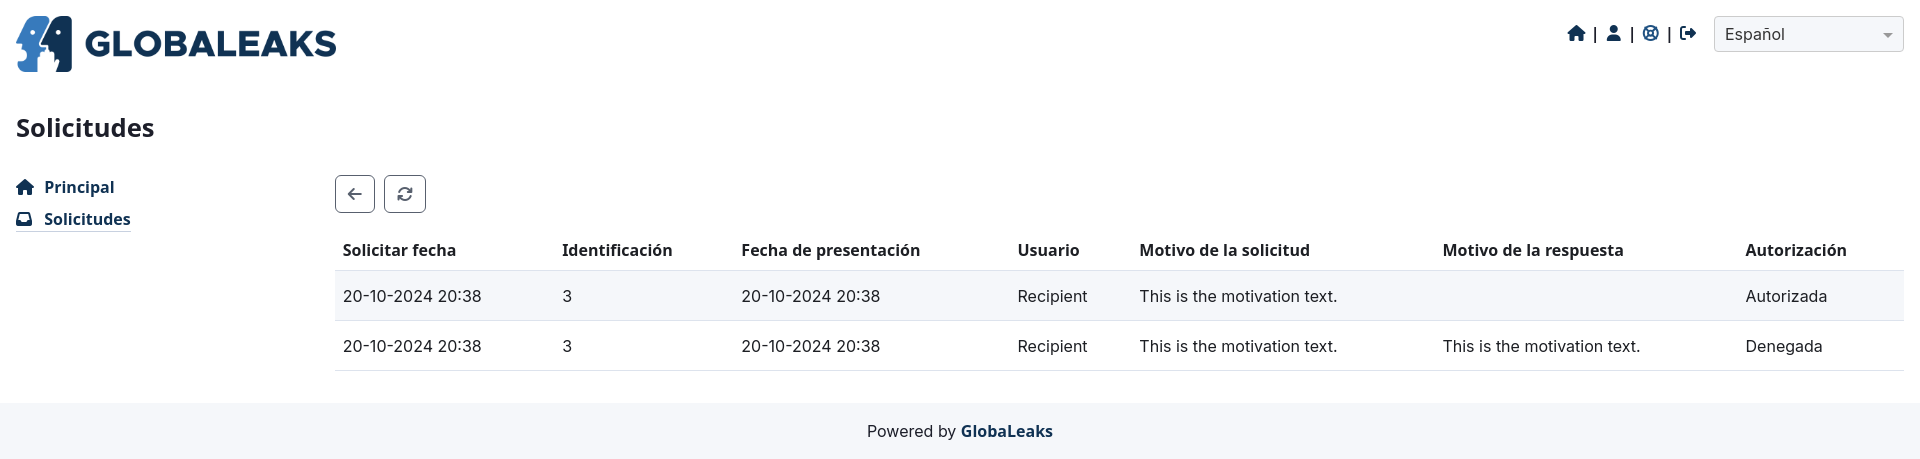 GLOBALEAKS
| | |
Español
Solicitudes
Principal
Solicitudes
Solicitar fecha Identificación Fecha de presentación Usuario Motivo de la solicitud Motivo de la respuesta Autorización
20-10-2024 20:38 3 20-10-2024 20:38 Recipient This is the motivation text. Autorizada
20-10-2024 20:38 3 20-10-2024 20:38 Recipient This is the motivation text. This is the motivation text. Denegada
Powered by GlobaLeaks